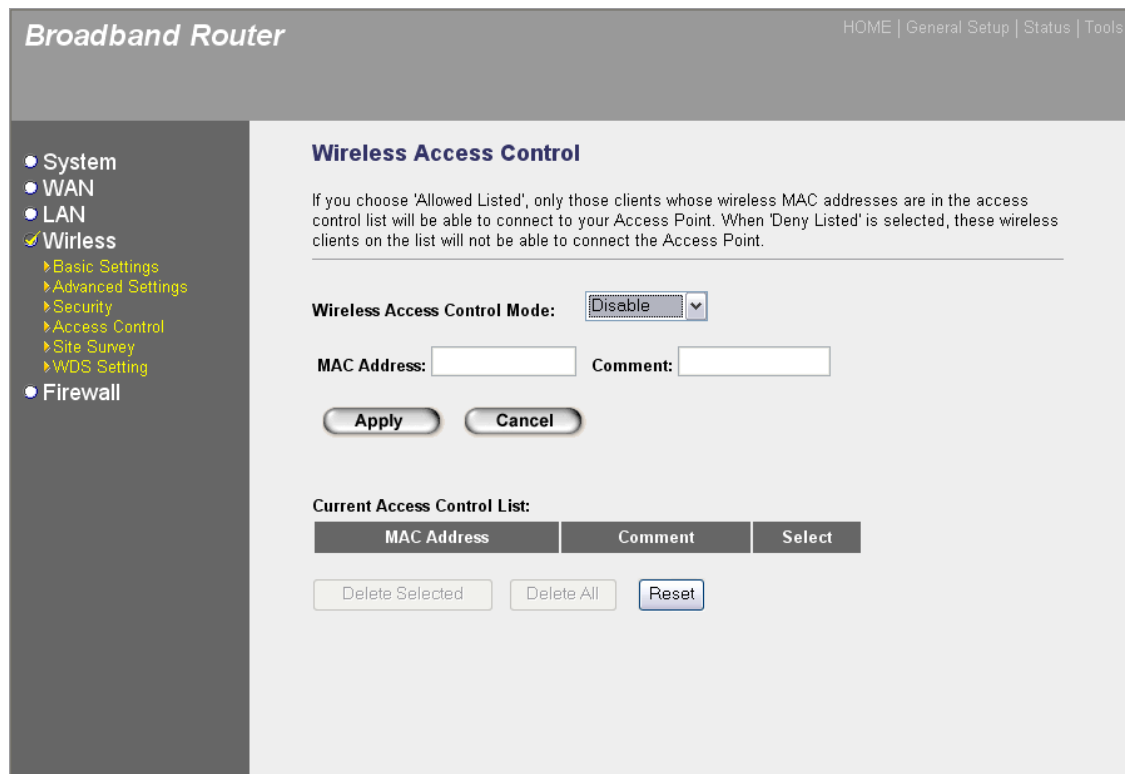 Broadband Router
HOME | General Setup | Status | Tools
System
WAN
LAN
Wirless
Basic Settings
Advanced Settings
Security
Access Control
Site Survey
WDS Setting
Firewall
Wireless Access Control
If you choose 'Allowed Listed', only those clients whose wireless MAC addresses are in the access
control list will be able to connect to your Access Point. When 'Deny Listed' is selected, these wireless
clients on the list will not be able to connect the Access Point.
Wireless Access Control Mode: Disable
MAC Address: Comment:
Apply Cancel
Current Access Control List:
MAC Address Comment Select
Delete Selected Delete All Reset